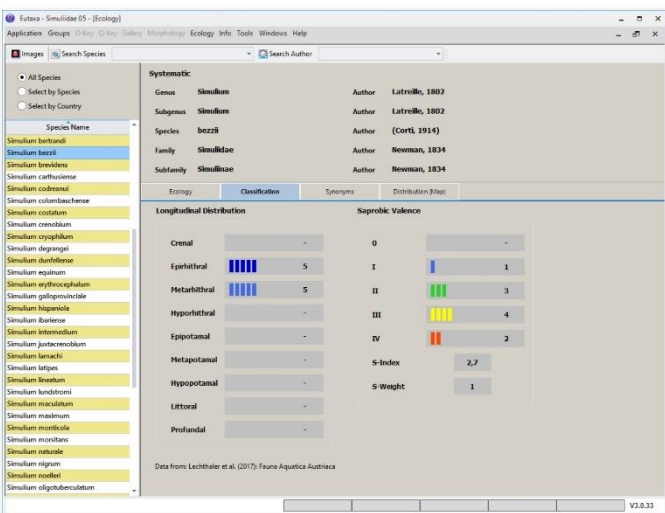 Eutaxa - Simuliidae 05 - [Ecology]
Application Groups D-Key Q-Key Gallery Morphology Ecology Info Tools Windows Help
Images Search Species Search Author
All Species
Select by Species
Select by Country
Species Name
Simulium bertrandi
Simulium bezzii
Simulium brevidens
Simulium carthusiense
Simulium codreanui
Simulium colombaschense
Simulium costatum
Simulium crenobium
Simulium cryophilum
Simulium degrangei
Simulium dunfellense
Simulium equinum
Simulium erythrocephalum
Simulium galloprovinciale
Simulium hispaniola
Simulium ibariense
Simulium intermedium
Simulium juxtacrenobium
Simulium lamachi
Simulium latipes
Simulium lineatum
Simulium lundstromi
Simulium maculatum
Simulium maximum
Simulium monticola
Simulium morsitans
Simulium naturale
Simulium nigrum
Simulium noelleri
Simulium oligotuberculatum
Systematic
Genus Simulium Author Latreille, 1802
Subgenus Simulium Author Latreille, 1802
Species bezzii Author (Corti, 1914)
Family Simuliidae Author Newman, 1834
Subfamily Simuliinae Author Newman, 1834
Ecology Classification Synonyms Distribution (Map)
Longitudinal Distribution
Crenal -
Epirhithral 5
Metarhithral 5
Hyporhithral -
Epipotamal -
Metapotamal -
Hypopotamal -
Littoral -
Profundal -
Saprobic Valence
0 -
I 1
II 3
III 4
IV 2
S-Index 2,7
S-Weight 1
Data from: Lechthaler et al. (2017): Fauna Aquatica Austriaca
V3.0.33